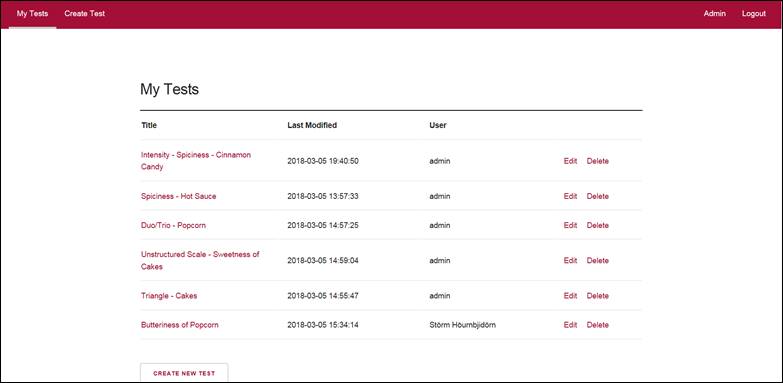 My Tests Create Test Admin Logout
My Tests
Title Last Modified User
Intensity - Spiciness - Cinnamon
Candy
2018-03-05 19:40:50 admin Edit Delete
Spiciness - Hot Sauce 2018-03-05 13:57:33 admin Edit Delete
Duo/Trio - Popcorn 2018-03-05 14:57:25 admin Edit Delete
Unstructured Scale - Sweetness of
Cakes
2018-03-05 14:59:04 admin Edit Delete
Triangle - Cakes 2018-03-05 14:55:47 admin Edit Delete
Butteriness of Popcorn 2018-03-05 15:34:14 Störm Höurnbjidörn Edit Delete
CREATE NEW TEST